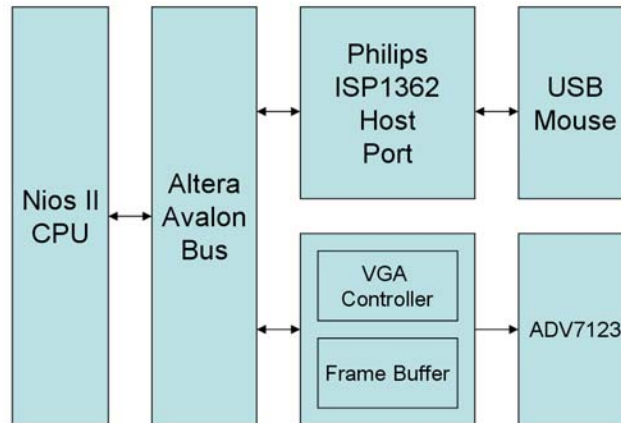 Nios II
CPU
Altera
Avalon
Bus
Philips
ISP1362
Host
Port
USB
Mouse
VGA
Controller
Frame Buffer
ADV7123